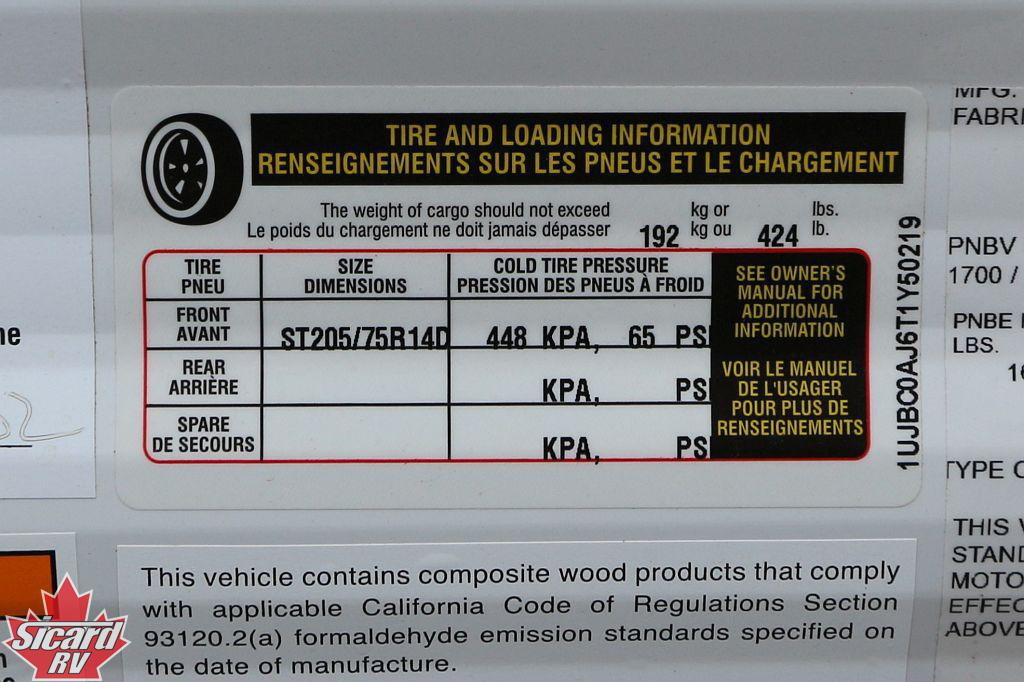 TIRE AND LOADING INFORMATION
RENSEIGNEMENTS SUR LES PNEUS ET LE CHARGEMENT
The weight of cargo should not exceed kg or lbs.
Le poids du chargement ne doit jamais dépasser 192 kg ou 424 lb.
TIRE
PNEU
SIZE
DIMENSIONS
COLD TIRE PRESSURE
PRESSION DES PNEUS À FROID
FRONT
AVANT
ST205/75R14D
448 KPA, 65 PSI
REAR
ARRIÈRE
KPA, PSI
SPARE
DE SECOURS
KPA, PSI
SEE OWNER'S
MANUAL FOR
ADDITIONAL
INFORMATION
VOIR LE MANUEL
DE L'USAGER
POUR PLUS DE
RENSEIGNEMENTS
1UJBC0AJ6T1Y50219
This vehicle contains composite wood products that comply
with applicable California Code of Regulations Section
93120.2(a) formaldehyde emission standards specified on
the date of manufacture.
MFG.
FABRI
PNBV
1700 /
PNBE
LBS.
TYPE
THIS
STAND
MOTO
EFFEC
ABOVE
Sicard
RV